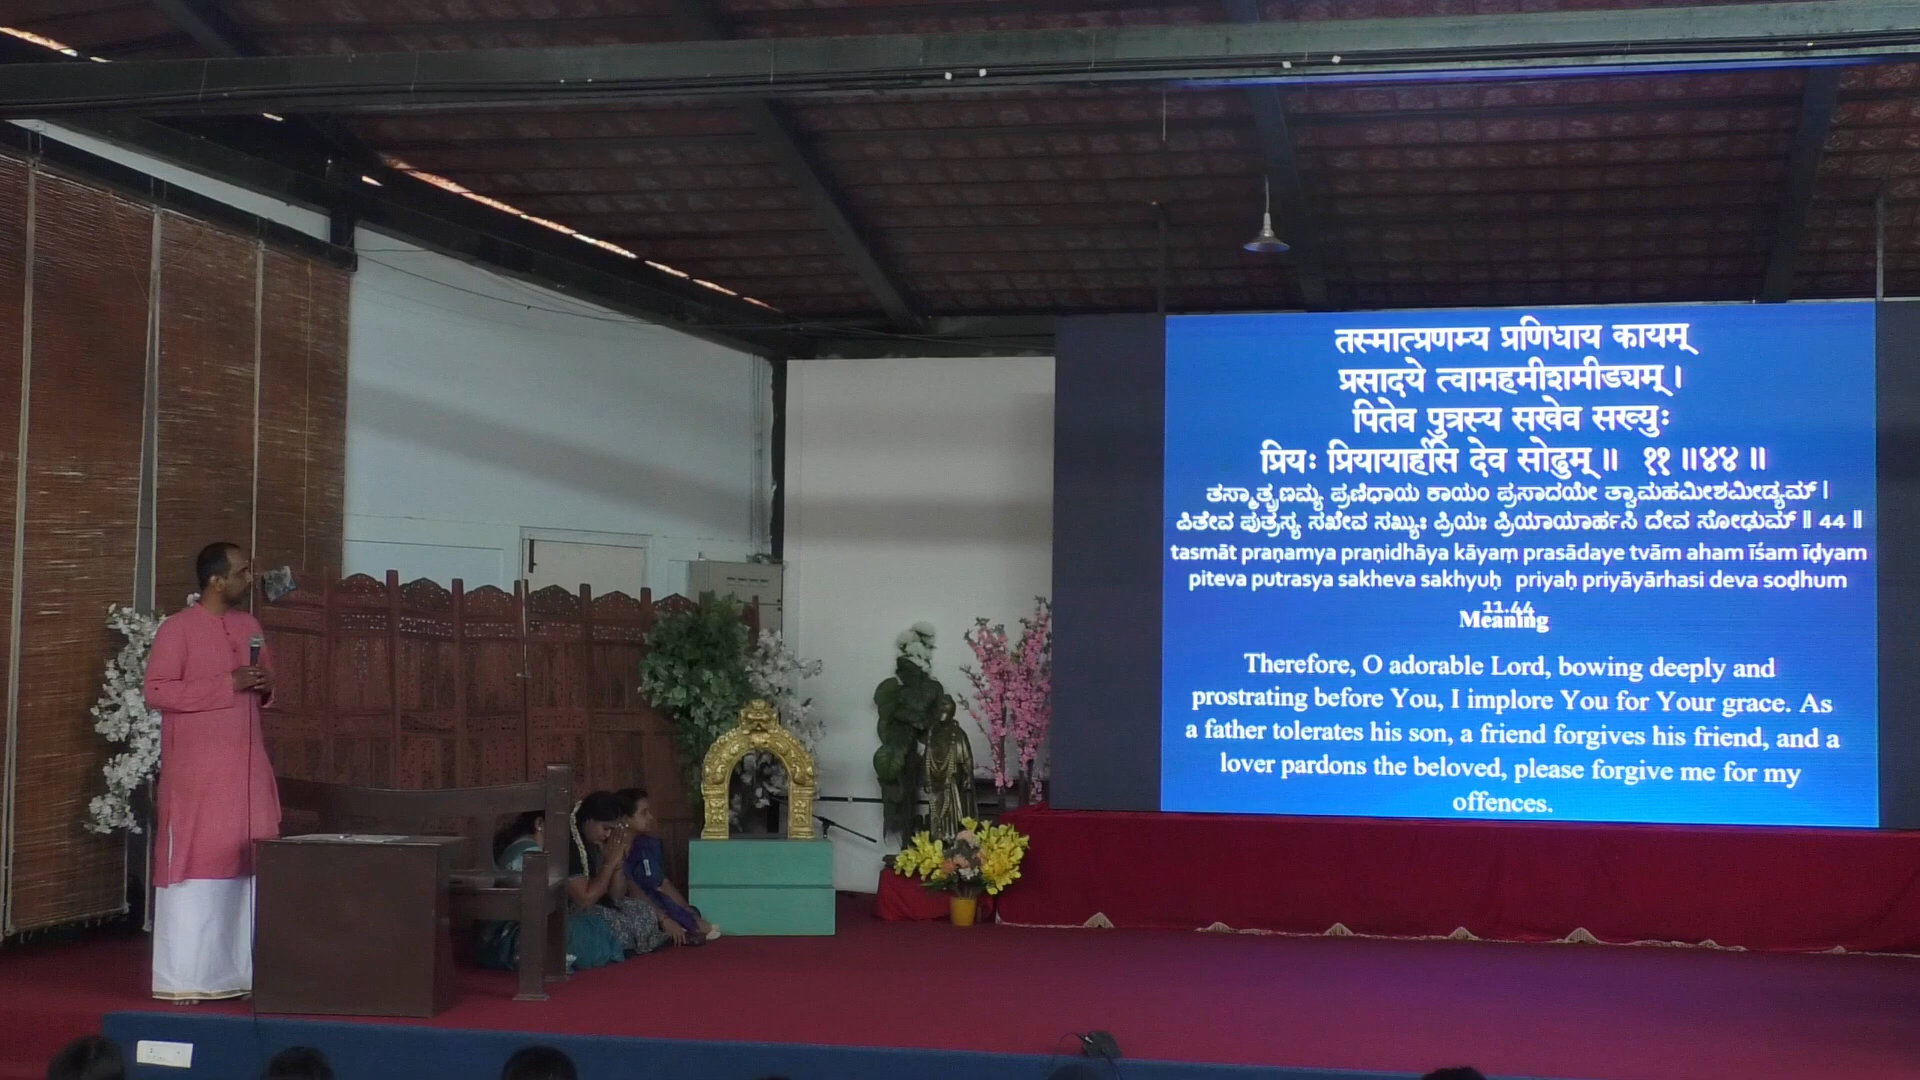 तस्मात्प्रणम्य प्रणिधाय कायम्
प्रसादये त्वामहमीशमीड्यम्।
पितेव पुत्रस्य सखेव सख्युः
प्रियः प्रियायार्हसि देव सोढुम्॥ ११॥४४॥
ತಸ್ಮಾತ್ಪ್ರಣಮ್ಯ ಪ್ರಣಿಧಾಯ ಕಾಯಂ ಪ್ರಸಾದಯೇ ತ್ವಾಮಹಮೀಶಮೀಡ್ಯಮ್ |
ಪಿತೇವ ಪುತ್ರಸ್ಯ ಸಖೇವ ಸಖ್ಯುಃ ಪ್ರಿಯಃ ಪ್ರಿಯಾಯಾರ್ಹಸಿ ದೇವ ಸೋಢುಮ್ || 44 ||
tasmāt praṇamya praṇidhāya kāyaṃ prasādaye tvām aham īśam īḍyam
piteva putrasya sakheva sakhyuḥ priyaḥ priyāyārhasi deva soḍhum
11.44
Meaning
Therefore, O adorable Lord, bowing deeply and
prostrating before You, I implore You for Your grace. As
a father tolerates his son, a friend forgives his friend, and a
lover pardons the beloved, please forgive me for my
offences.